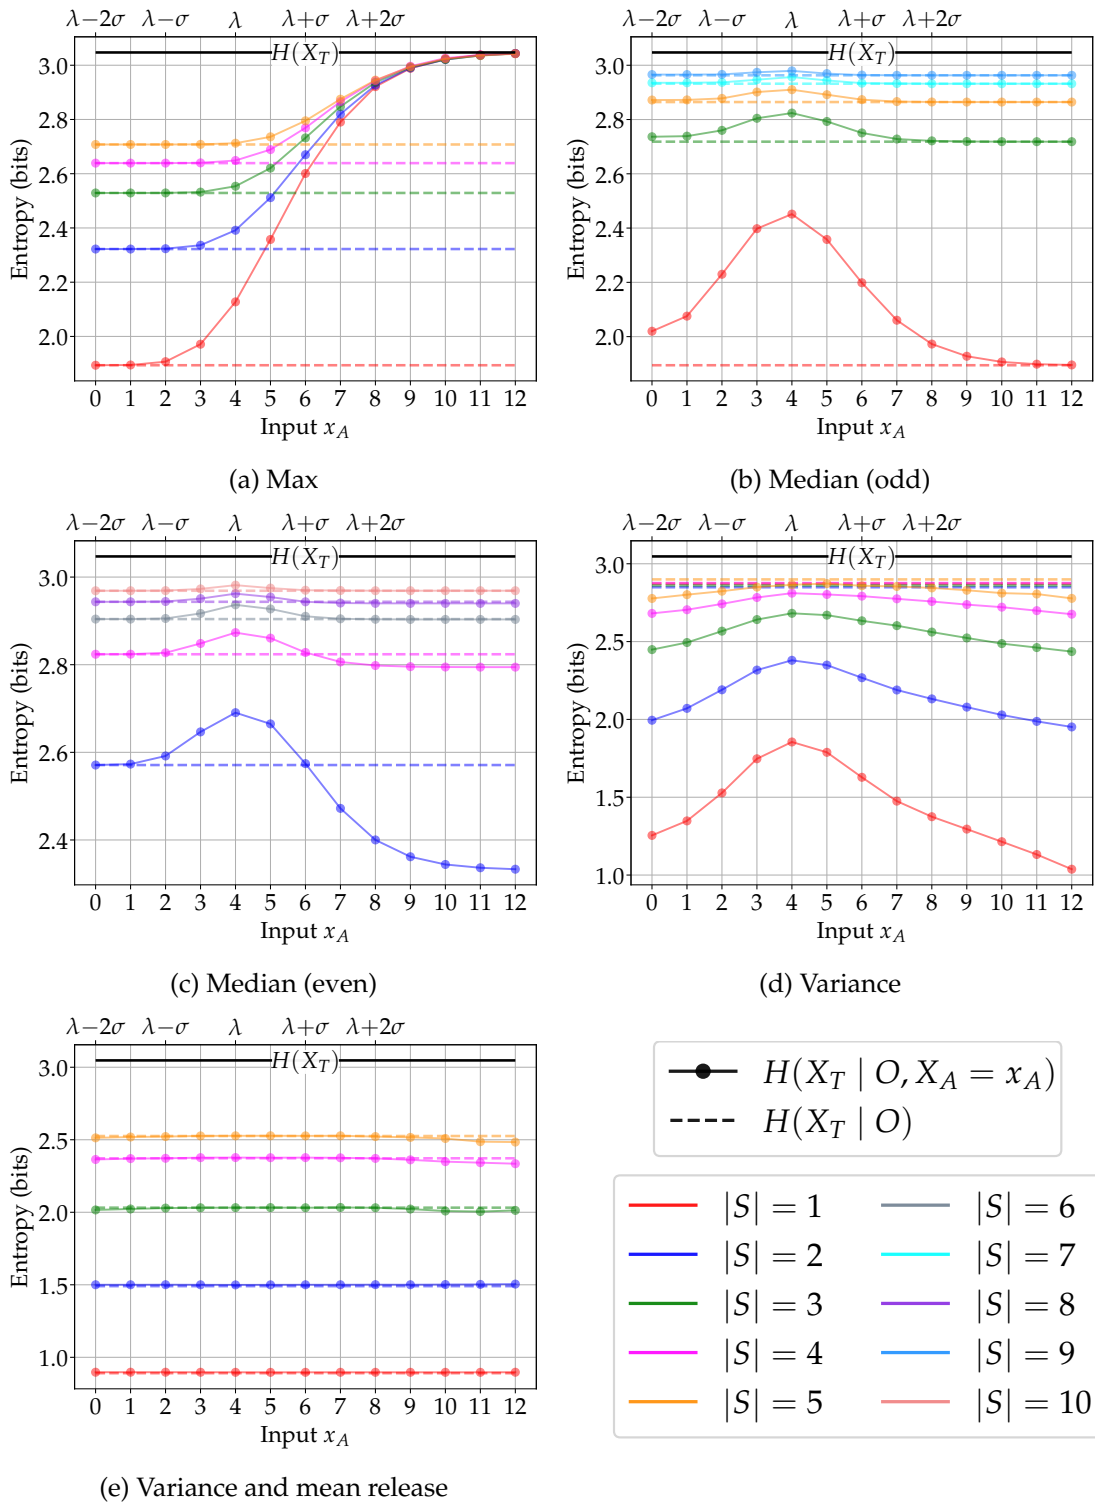 λ−2σ λ−σ λ λ+σ λ+2σ
H(X_T)
3.0
2.8
2.6
2.4
2.2
2.0
Entropy (bits)
0 1 2 3 4 5 6 7 8 9 10 11 12
Input x_A
(a) Max
λ−2σ λ−σ λ λ+σ λ+2σ
H(X_T)
3.0
2.8
2.6
2.4
2.2
2.0
Entropy (bits)
0 1 2 3 4 5 6 7 8 9 10 11 12
Input x_A
(b) Median (odd)
λ−2σ λ−σ λ λ+σ λ+2σ
H(X_T)
3.0
2.8
2.6
2.4
Entropy (bits)
0 1 2 3 4 5 6 7 8 9 10 11 12
Input x_A
(c) Median (even)
λ−2σ λ−σ λ λ+σ λ+2σ
H(X_T)
3.0
2.5
2.0
1.5
1.0
Entropy (bits)
0 1 2 3 4 5 6 7 8 9 10 11 12
Input x_A
(d) Variance
λ−2σ λ−σ λ λ+σ λ+2σ
H(X_T)
3.0
2.5
2.0
1.5
1.0
Entropy (bits)
0 1 2 3 4 5 6 7 8 9 10 11 12
Input x_A
(e) Variance and mean release
H(X_T | O, X_A = x_A)
H(X_T | O)
|S| = 1
|S| = 2
|S| = 3
|S| = 4
|S| = 5
|S| = 6
|S| = 7
|S| = 8
|S| = 9
|S| = 10